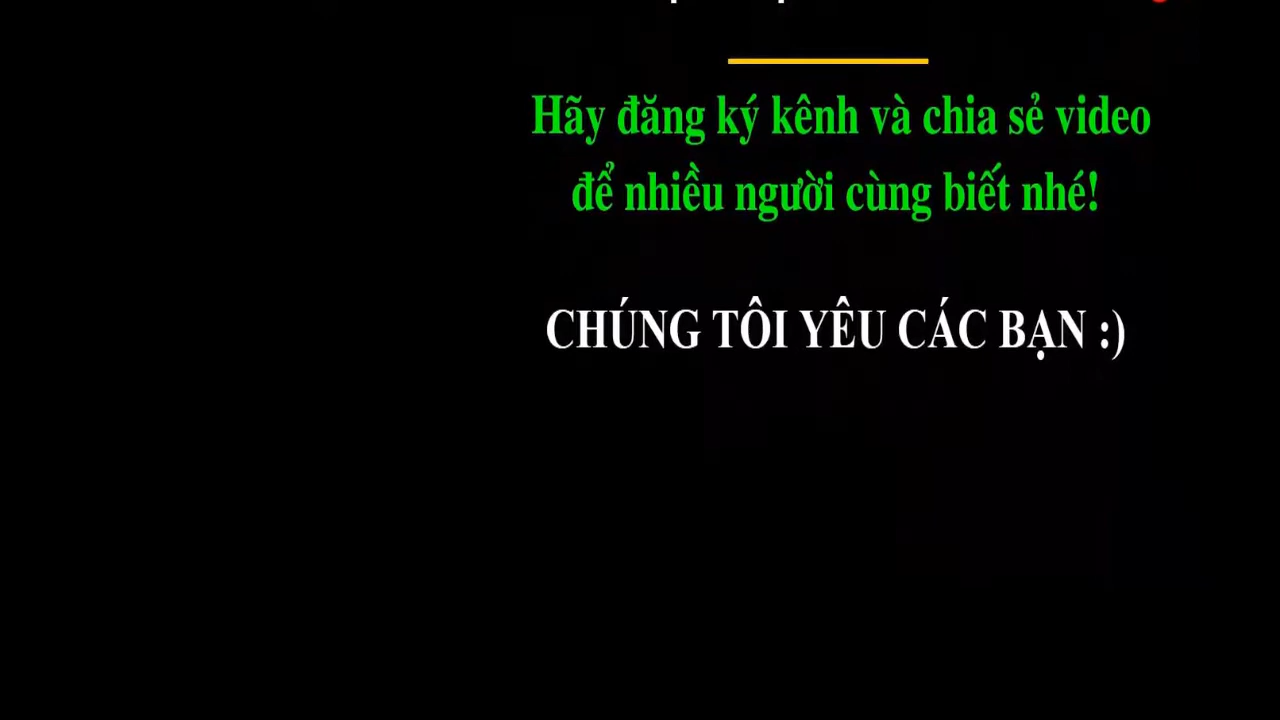 Hãy đăng ký kênh và chia sẻ video
để nhiều người cùng biết nhé!
CHÚNG TÔI YÊU CÁC BẠN :)